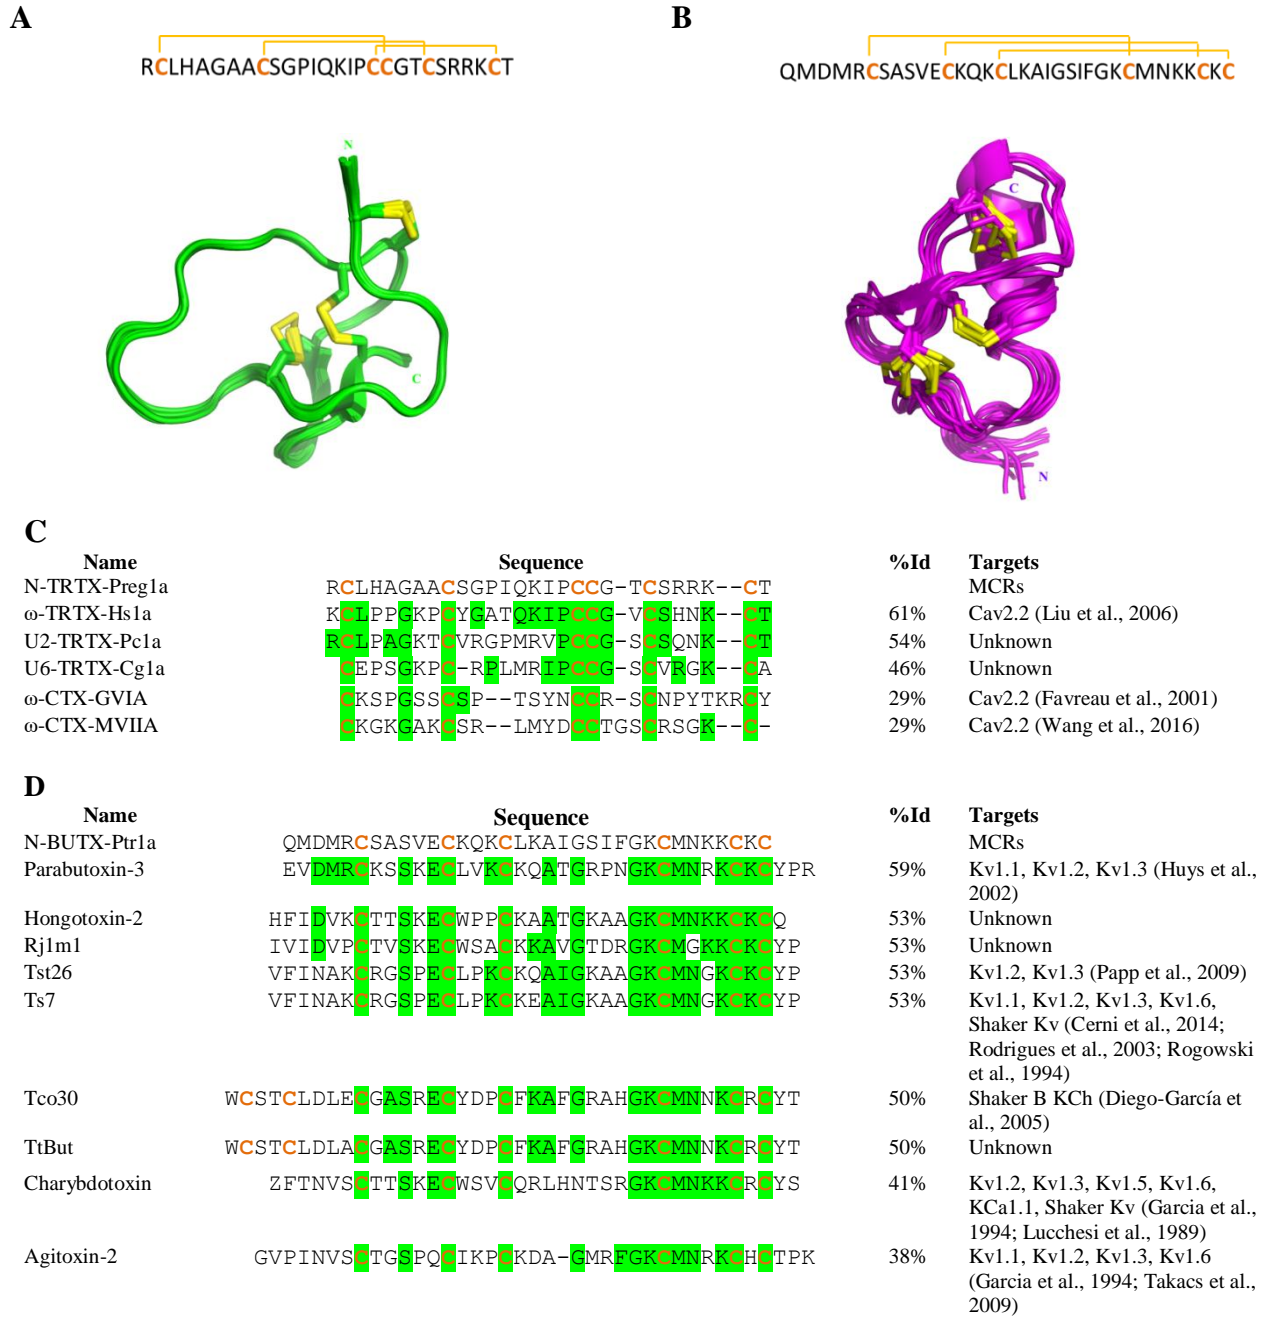 A
B
RCLHAGAACSGPIQKIPCCGTCSRRKCT
QMDMRCSASVECKQKCLKAIGSIFGKCMNKKCKC
N
C
C
N
C
Name Sequence %Id Targets
N-TRTX-Preg1a RCLHAGAACSGPIQKIPCCG-TCSRRK--CT MCRs
ω-TRTX-Hs1a KCLPPGKPCYGATQKIPCCG-VCSHNK--CT 61% Cav2.2 (Liu et al., 2006)
U2-TRTX-Pc1a RCLPAGKTCVRGPMRVPCCG-SCSQNK--CT 54% Unknown
U6-TRTX-Cg1a CEPSGKPC-RPLMRIPCCG-SCVRGK--CA 46% Unknown
ω-CTX-GVIA CKSPGSSCSP--TSYNCCR-SCNPYTKRCY 29% Cav2.2 (Favreau et al., 2001)
ω-CTX-MVIIA CKGKGAKCSR--LMYDCCTGSCRSGK--C- 29% Cav2.2 (Wang et al., 2016)
D
Name Sequence %Id Targets
N-BUTX-Ptr1a QMDMRCSASVECKQKCLKAIGSIFGKCMNKKCKC MCRs
Parabutoxin-3 EVDMRCKSSKECLVKCKQATGRPNGKCMNRKCKCYPR 59% Kv1.1, Kv1.2, Kv1.3 (Huys et al.,
2002)
Hongotoxin-2 HFIDVKCTTSKECWPPCKAATGKAAGKCMNKKCKCQ 53% Unknown
Rj1m1 IVIDVPCTVSKECWSACKKAVGTDRGKCMGKKCKCYP 53% Unknown
Tst26 VFINAKCRGSPECLPKCKQAIGKAAGKCMNGKCKCYP 53% Kv1.2, Kv1.3 (Papp et al., 2009)
Ts7 VFINAKCRGSPECLPKCKEAIGKAAGKCMNGKCKCYP 53% Kv1.1, Kv1.2, Kv1.3, Kv1.6,
Shaker Kv (Cerni et al., 2014;
Rodrigues et al., 2003; Rogowski
et al., 1994)
Tco30 WCSTCLDLECGASRECYDPCFKAFGRAHGKCMNNKCRCYT 50% Shaker B KCh (Diego-García et
al., 2005)
TtBut WCSTCLDLACGASRECYDPCFKAFGRAHGKCMNNKCRCYT 50% Unknown
Charybdotoxin ZFTNVSCTTSKECWSVCQRLHNTSRGKCMNKKCRCYS 41% Kv1.2, Kv1.3, Kv1.5, Kv1.6,
KCa1.1, Shaker Kv (Garcia et al.,
1994; Lucchesi et al., 1989)
Agitoxin-2 GVPINVSCTGSPQCIKPCKDA-GMRFGKCMNRKCHCTPK 38% Kv1.1, Kv1.2, Kv1.3, Kv1.6
(Garcia et al., 1994; Takacs et al.,
2009)